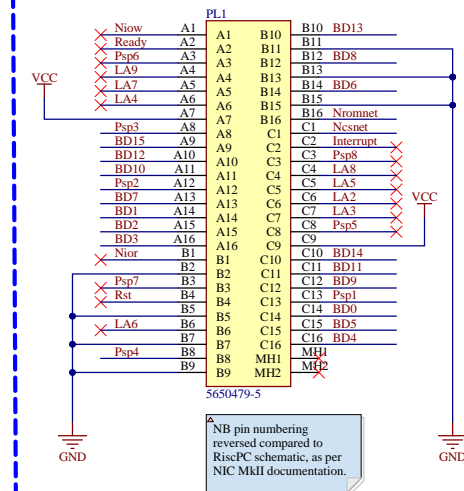 PL1
Niow A1 A1 B10 B10 BD13
Ready A2 A2 B11 B11
Psp6 A3 A3 B12 B12 BD8
LA9 A4 A4 B13 B13
LA7 A5 A5 B14 B14 BD6
LA4 A6 A6 B15 B15
VCC A7 A7 B16 B16 Nromnet
Psp3 A8 A8 C1 C1 Ncsnet
BD15 A9 A9 C2 C2 Interrupt
BD12 A10 A10 C3 C3 Psp8
BD10 A11 A11 C4 C4 LA8
Psp2 A12 A12 C5 C5 LA5
BD7 A13 A13 C6 C6 LA2
BD1 A14 A14 C7 C7 LA3
BD2 A15 A15 C8 C8 Psp5
BD3 A16 A16 C9 C9 VCC
Nior B1 B1 C10 C10 BD14
B2 B2 C11 C11 BD11
Psp7 B3 B3 C12 C12 BD9
Rst B4 B4 C13 C13 Psp1
B5 B5 C14 C14 BD0
LA6 B6 B6 C15 C15 BD5
B7 B7 C16 C16 BD4
Psp4 B8 B8 MH1 MH1
B9 B9 MH2 MH2
5650479-5
GND
GND
NB pin numbering
reversed compared to
RiscPC schematic, as per
NIC MkII documentation.